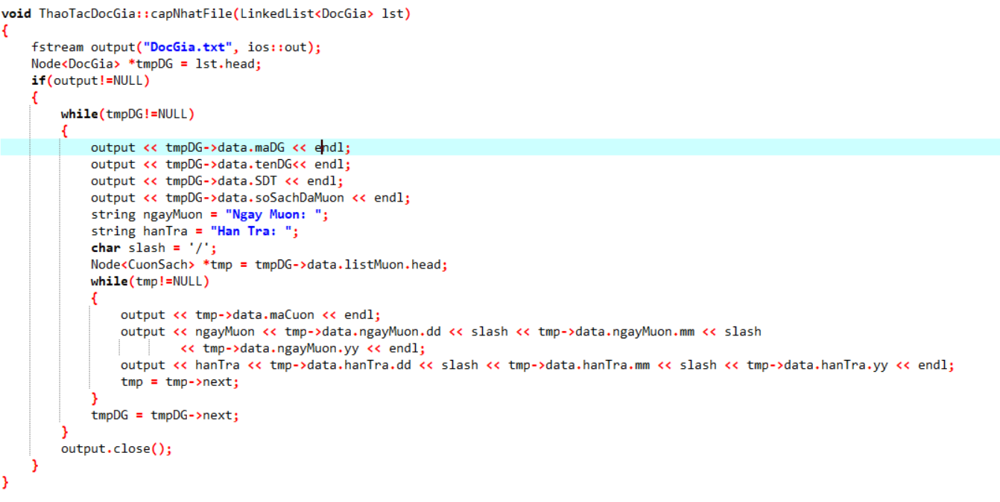 void ThaoTacDocGia::capNhatFile(LinkedList<DocGia> lst)
{
    fstream output("DocGia.txt", ios::out);
    Node<DocGia> *tmpDG = lst.head;
    if(output!=NULL)
    {
        while(tmpDG!=NULL)
        {
            output << tmpDG->data.maDG << endl;
            output << tmpDG->data.tenDG<< endl;
            output << tmpDG->data.SDT << endl;
            output << tmpDG->data.soSachDaMuon << endl;
            string ngayMuon = "Ngay Muon: ";
            string hanTra = "Han Tra: ";
            char slash = '/';
            Node<CuonSach> *tmp = tmpDG->data.listMuon.head;
            while(tmp!=NULL)
            {
                output << tmp->data.maCuon << endl;
                output << ngayMuon << tmp->data.ngayMuon.dd << slash << tmp->data.ngayMuon.mm << slash
                        << tmp->data.ngayMuon.yy << endl;
                output << hanTra << tmp->data.hanTra.dd << slash << tmp->data.hanTra.mm << slash << tmp->data.hanTra.yy << endl;
                tmp = tmp->next;
            }
            tmpDG = tmpDG->next;
        }
        output.close();
    }
}